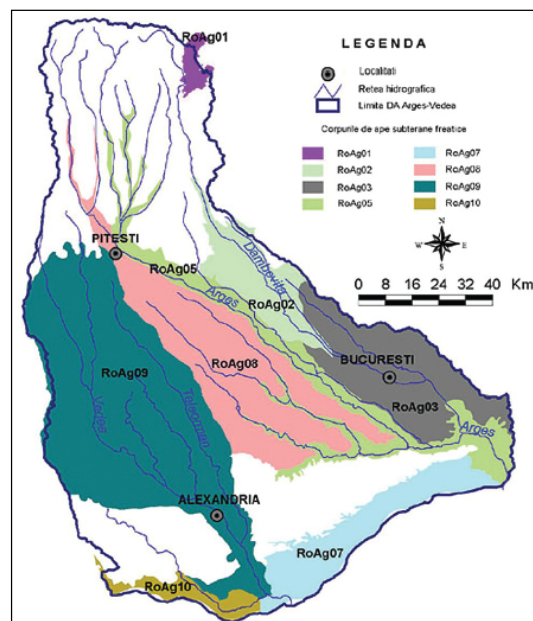 RoAg01
LEGENDA
Localitati
Retea hidrografica
Limita DA Arges-Vedea
Corpurile de ape subterane freatice
RoAg01
RoAg02
RoAg03
RoAg05
RoAg07
RoAg08
RoAg09
RoAg10
N
W
E
S
0 8 16 24 32 40 Km
PITESTI
RoAg05
Dambovita
Arges
RoAg02
BUCURESTI
RoAg08
RoAg09
RoAg03
Vedea
Teleorman
Arges
ALEXANDRIA
RoAg07
RoAg10